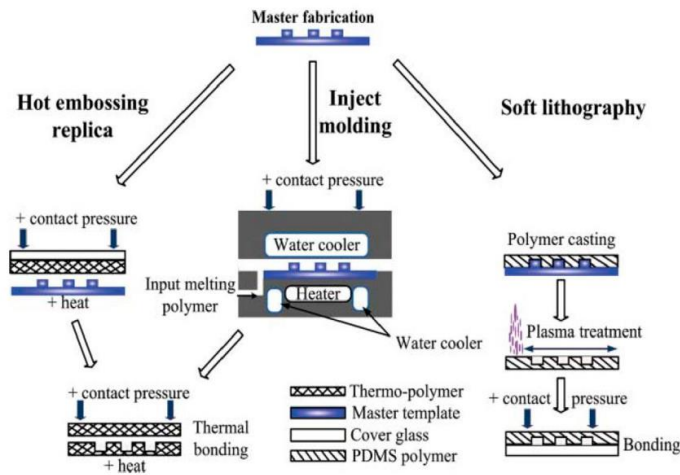 Master fabrication
Hot embossing
replica
Inject
molding
Soft lithography
+ contact pressure
+ heat
+ contact pressure
Water cooler
Input melting
polymer
Heater
Water cooler
Polymer casting
Plasma treatment
+ contact pressure
Bonding
+ contact pressure
Thermal
bonding
+ heat
Thermo-polymer
Master template
Cover glass
PDMS polymer